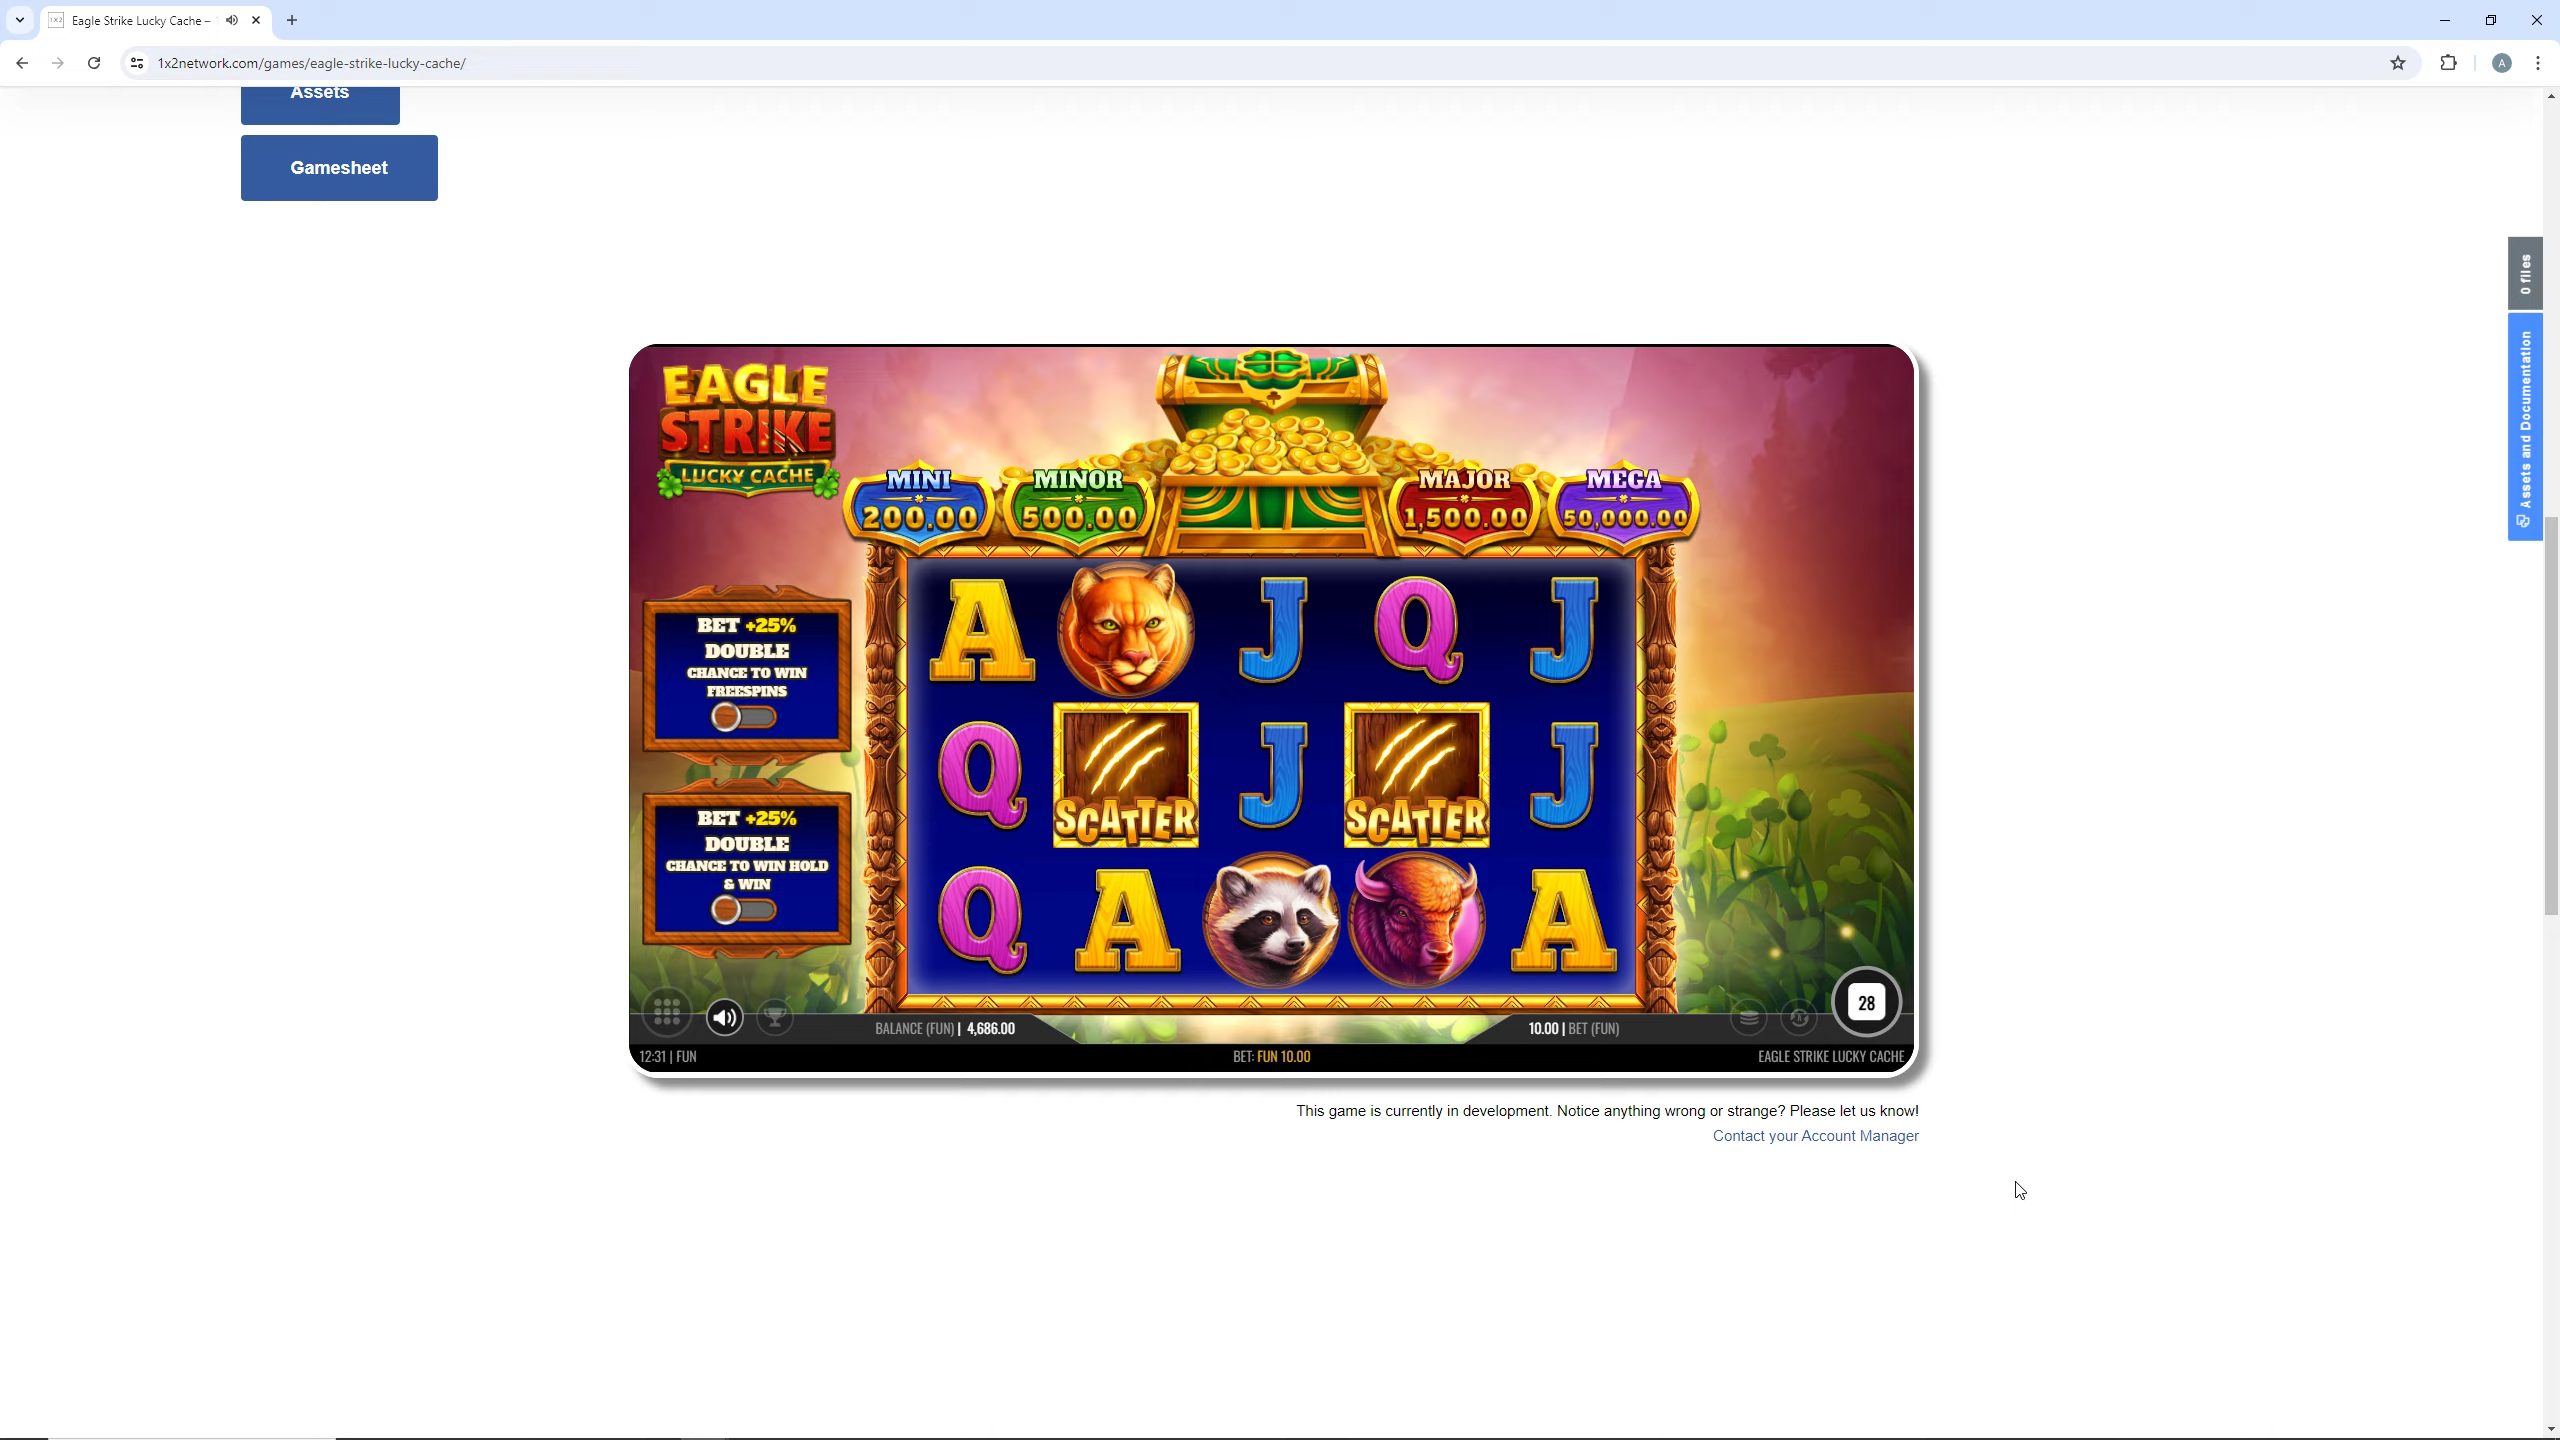 Eagle Strike Lucky Cache –
1x2network.com/games/eagle-strike-lucky-cache/
A
Assets
Gamesheet
0 files
Assets and Documentation
EAGLE
STRIKE
LUCKY CACHE
MINI
200.00
MINOR
500.00
MAJOR
1,500.00
MEGA
50,000.00
BET +25%
DOUBLE
CHANCE TO WIN
FREESPINS
BET +25%
DOUBLE
CHANCE TO WIN HOLD
& WIN
A J Q J
Q SCATTER J SCATTER J
Q A A
28
BALANCE (FUN) | 4,686.00
10.00 | BET (FUN)
12:31 | FUN
BET: FUN 10.00
EAGLE STRIKE LUCKY CACHE
This game is currently in development. Notice anything wrong or strange? Please let us know!
Contact your Account Manager